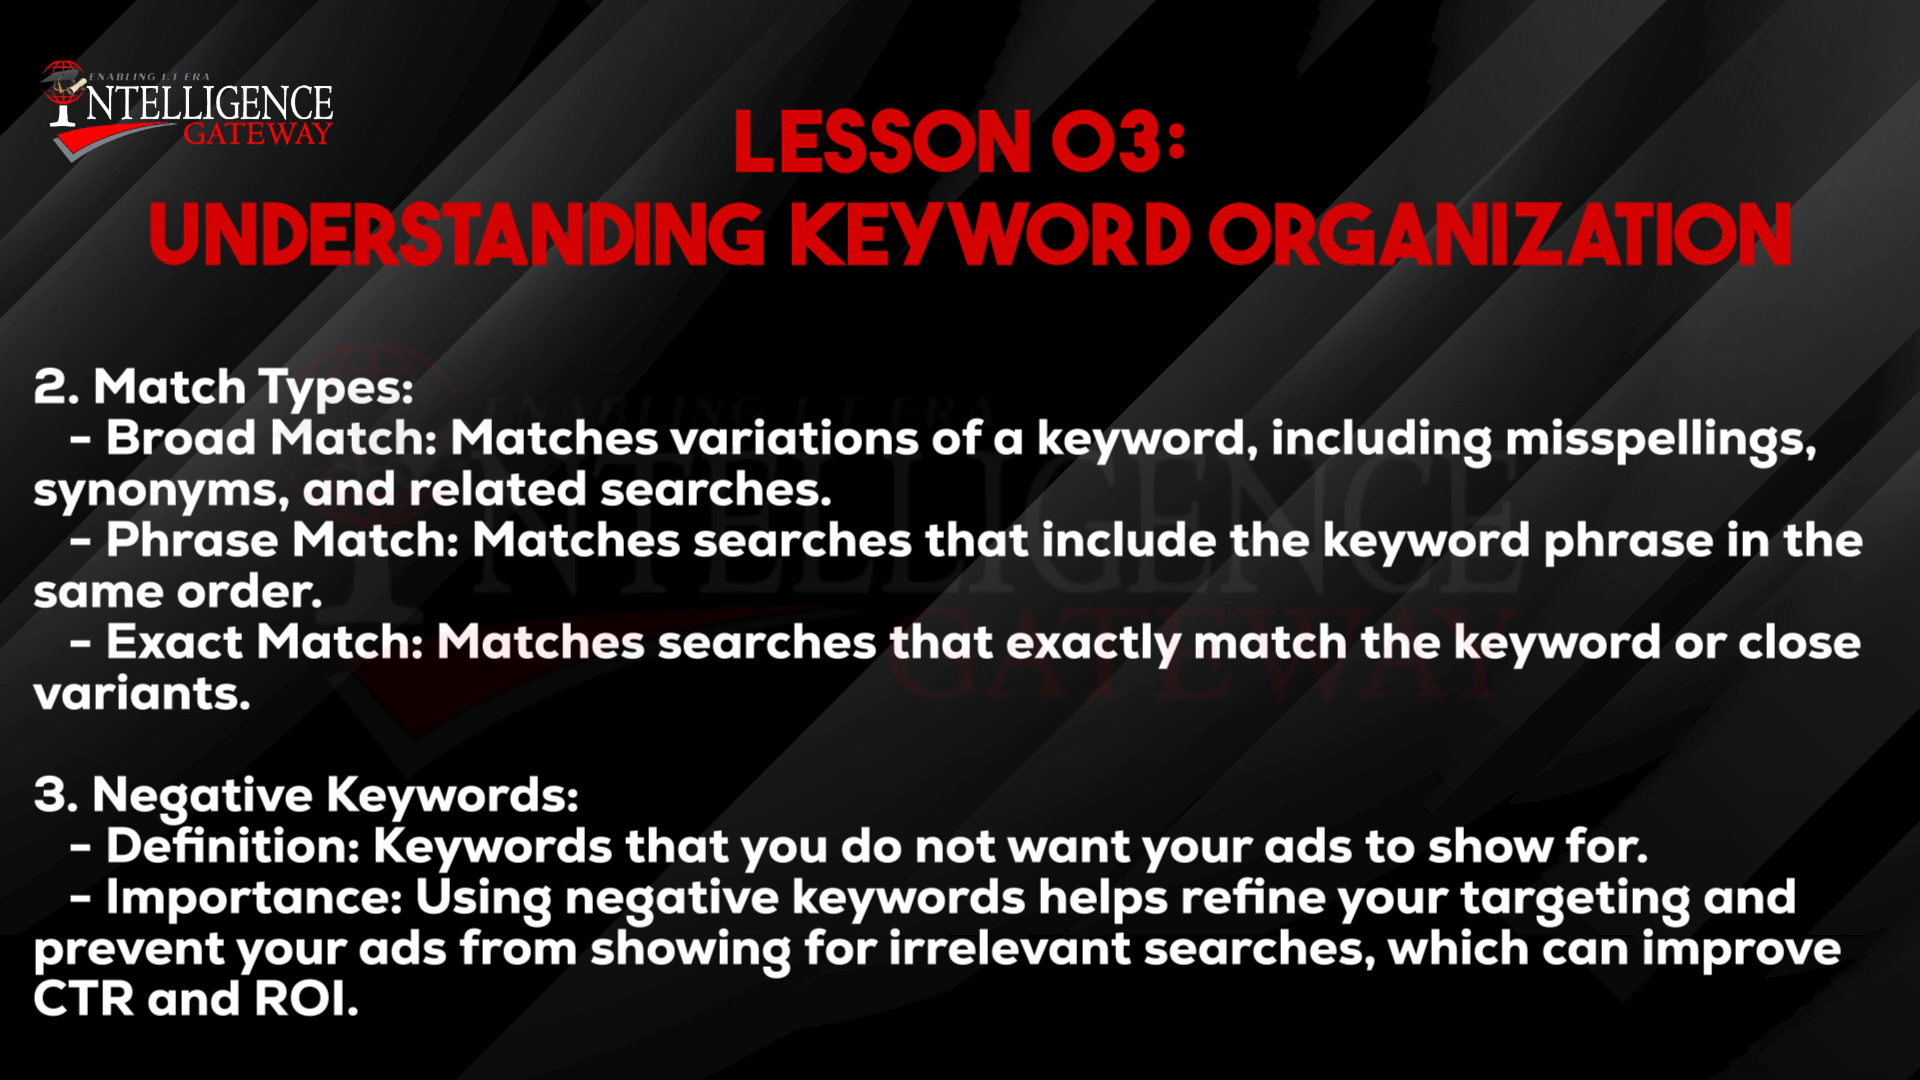 ENABLING I.T ERA
INTELLIGENCE
GATEWAY
LESSON 03:
UNDERSTANDING KEYWORD ORGANIZATION
2. Match Types:
- Broad Match: Matches variations of a keyword, including misspellings,
synonyms, and related searches.
- Phrase Match: Matches searches that include the keyword phrase in the
same order.
- Exact Match: Matches searches that exactly match the keyword or close
variants.
3. Negative Keywords:
- Definition: Keywords that you do not want your ads to show for.
- Importance: Using negative keywords helps refine your targeting and
prevent your ads from showing for irrelevant searches, which can improve
CTR and ROI.
ENABLING I.T ERA
INTELLIGENCE
GATEWAY